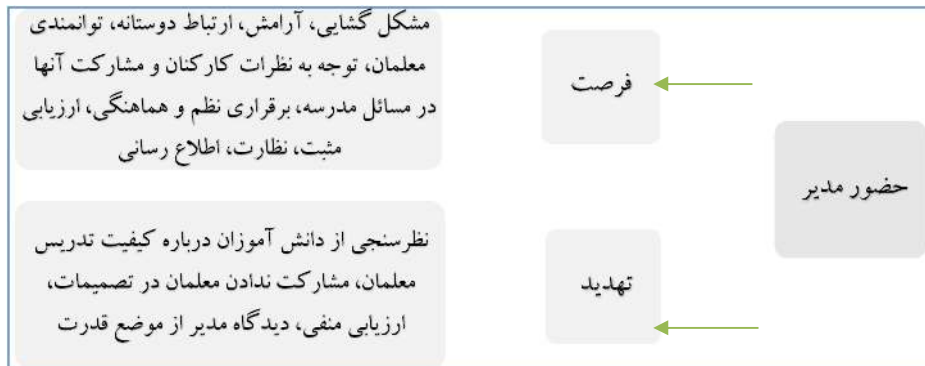 حضور مدیر
فرصت
مشکل گشایی، آرامش، ارتباط دوستانه، توانمندی
معلمان، توجه به نظرات کارکنان و مشارکت آنها
در مسائل مدرسه، برقراری نظم و هماهنگی، ارزیابی
مثبت، نظارت، اطلاع رسانی
تهدید
نظرسنجی از دانش آموزان درباره کیفیت تدریس
معلمان، مشارکت ندادن معلمان در تصمیمات،
ارزیابی منفی، دیدگاه مدیر از موضع قدرت